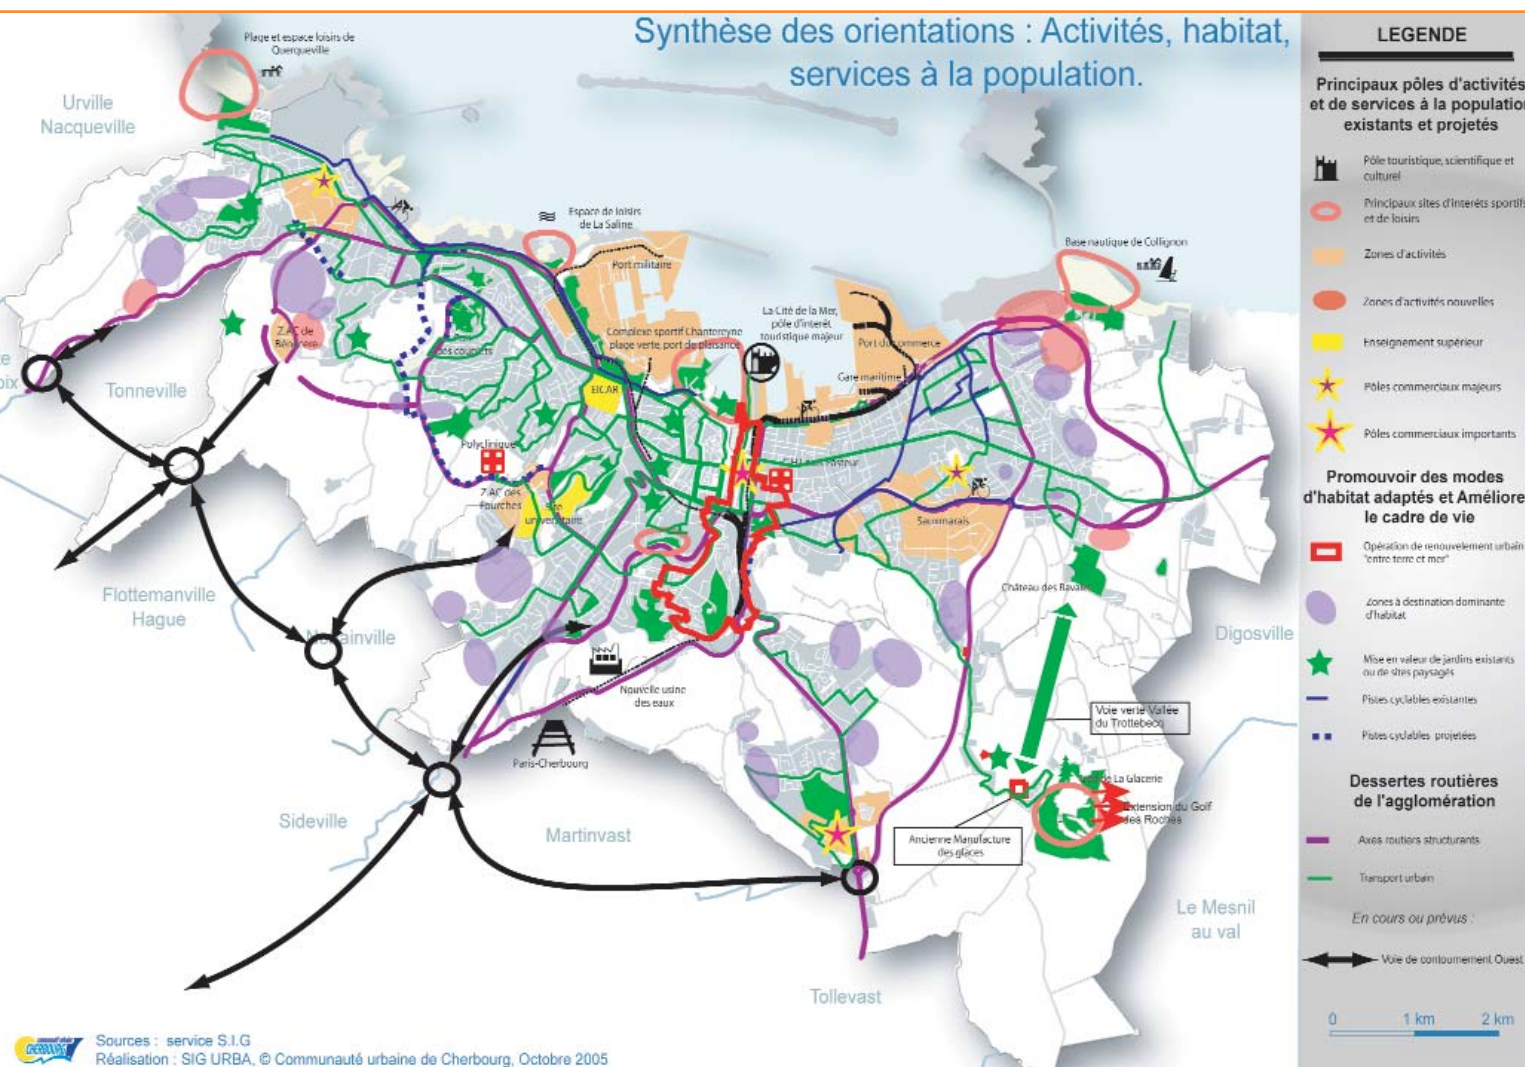 Synthèse des orientations : Activités, habitat,
services à la population.
Plage et espace loisirs de
Querqueville
Urville
Nacqueville
Espace de loisirs
de La Saline
Port militaire
Base nautique de Collignon
La Cité de la Mer,
pôle d'interêt
touristique majeur
Complexe sportif Chantereyne
plage verte, port de plaisance
Port du commerce
Gare maritime
ZAC de
Tonneville
EICAR
Polyclinique
ZAC des
Fourches
universitaire
Pasteur
Sauxmarais
Flottemanville
Hague
Château des Ravalet
Digosville
Nouvelle usine
des eaux
Voie verte Vallée
du Trottebecq
Paris-Cherbourg
de La Glacerie
Extension du Golf
des Roches
Sideville
Martinvast
Ancienne Manufacture
des glaces
Le Mesnil
au val
Tollevast
CHERBOURG
Sources : service S.I.G
Réalisation : SIG URBA, © Communauté urbaine de Cherbourg, Octobre 2005
LEGENDE
Principaux pôles d'activités
et de services à la population
existants et projetés
Pôle touristique, scientifique et
culturel
Principaux sites d'interêts sportifs
et de loisirs
Zones d'activités
Zones d'activités nouvelles
Enseignement supérieur
Pôles commerciaux majeurs
Pôles commerciaux importants
Promouvoir des modes
d'habitat adaptés et Améliore
le cadre de vie
Opération de renouvelement urbain
"entre terre et mer"
Zones à destination dominante
d'habitat
Mise en valeur de jardins existants
ou de sites paysagés
Pistes cyclables existantes
Pistes cyclables projetées
Dessertes routières
de l'agglomération
Axes routiers structurants
Transport urbain
En cours ou prévus :
Voie de contournement Ouest
0 1 km 2 km